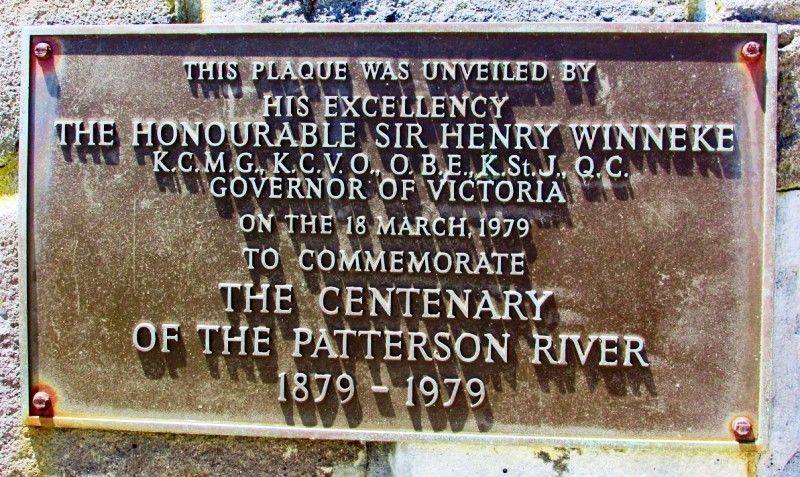 THIS PLAQUE WAS UNVEILED BY
HIS EXCELLENCY
THE HONOURABLE SIR HENRY WINNEKE
K.C.M.G., K.C.V.O., O.B.E., K.St.J., Q.C.
GOVERNOR OF VICTORIA
ON THE 18 MARCH, 1979
TO COMMEMORATE
THE CENTENARY
OF THE PATTERSON RIVER
1879 - 1979